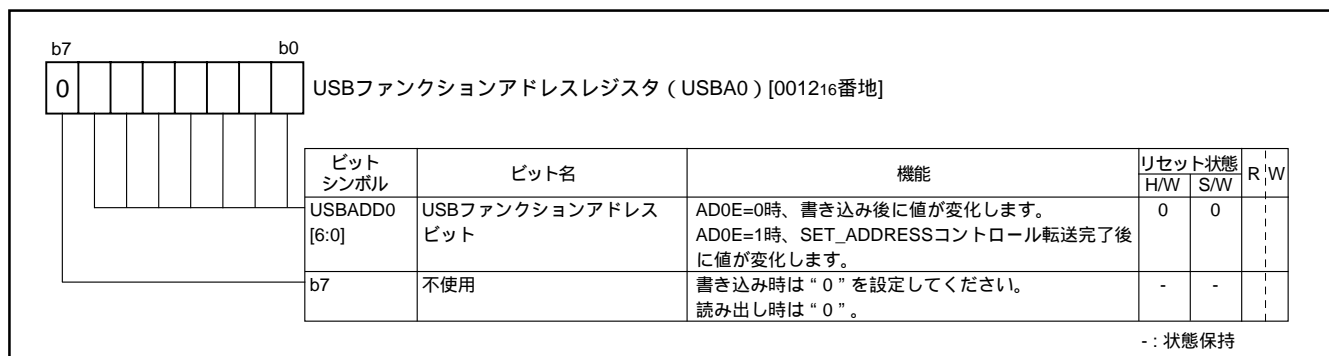 b7 b0
0 USBファンクションアドレスレジスタ（USBA0）[001216番地]
ビットシンボル ビット名 機能 リセット状態 R W
H/W S/W
USBADD0 USBファンクションアドレス AD0E=0時、書き込み後に値が変化します。 0 0
[6:0] ビット AD0E=1時、SET_ADDRESSコントロール転送完了後
に値が変化します。
b7 不使用 書き込み時は“0”を設定してください。 - -
読み出し時は“0”。
- : 状態保持